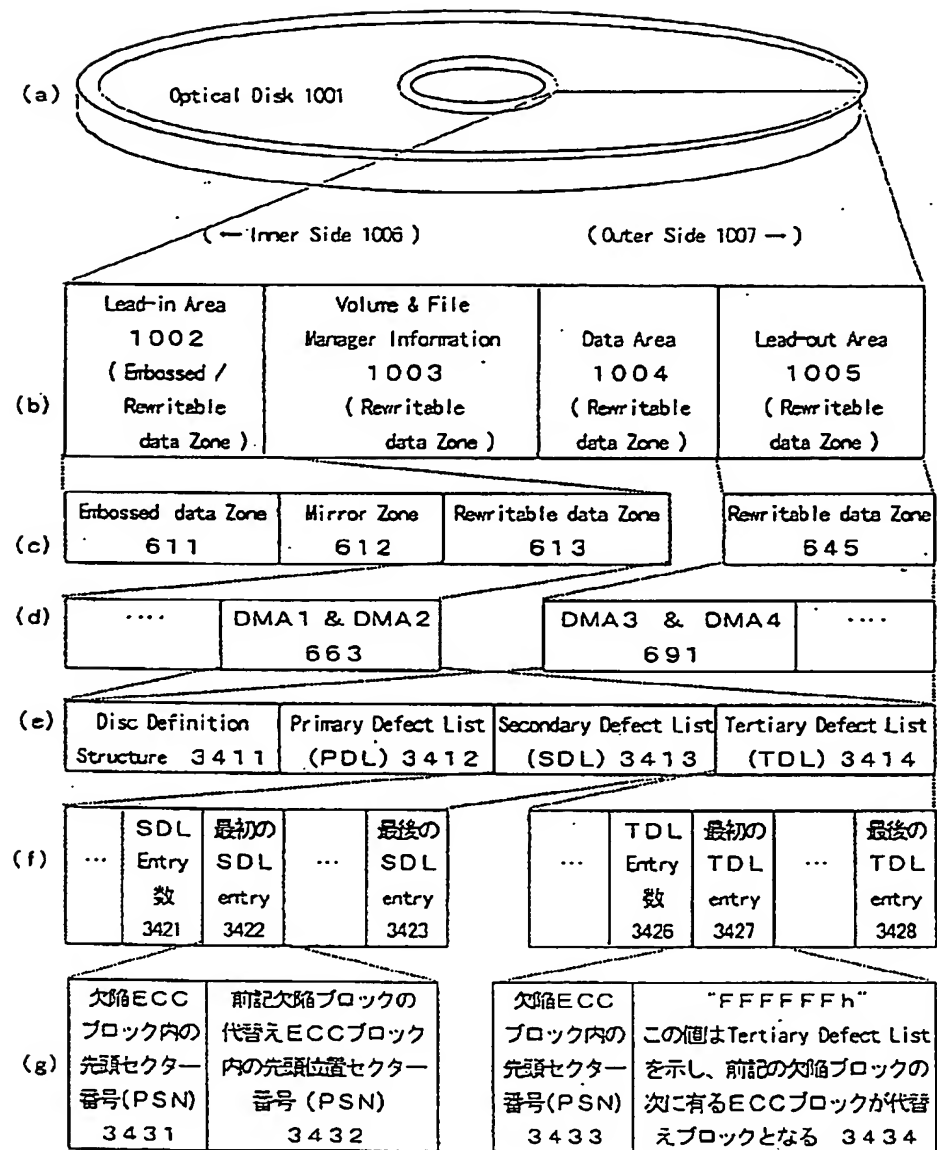 (a)
Optical Disk 1001
(← Inner Side 1006 )
(Outer Side 1007 →)
(b)
Lead-in Area
1002
( Embossed /
Rewritable
data Zone )
Volume & File
Manager Information
1003
( Rewritable
data Zone )
Data Area
1004
( Rewritable
data Zone )
Lead-out Area
1005
( Rewritable
data Zone )
(c)
Embossed data Zone
611
Mirror Zone
612
Rewritable data Zone
613
Rewritable data Zone
645
(d)
....
DMA1 & DMA2
663
DMA3 & DMA4
691
....
(e)
Disc Definition
Structure 3411
Primary Defect List
(PDL) 3412
Secondary Defect List
(SDL) 3413
Tertiary Defect List
(TDL) 3414
(f)
...
SDL
Entry
数
3421
最初の
SDL
entry
3422
...
最後の
SDL
entry
3423
...
TDL
Entry
数
3426
最初の
TDL
entry
3427
...
最後の
TDL
entry
3428
(g)
欠陥ECC
ブロック内の
先頭セクター
番号(PSN)
3431
前記欠陥ブロックの
代替えECCブロック
内の先頭位置セクター
番号 (PSN)
3432
欠陥ECC
ブロック内の
先頭セクター
番号(PSN)
3433
"FFFFFFh"
この値はTertiary Defect List
を示し、前記の欠陥ブロックの
次に有るECCブロックが代替
えブロックとなる 3434